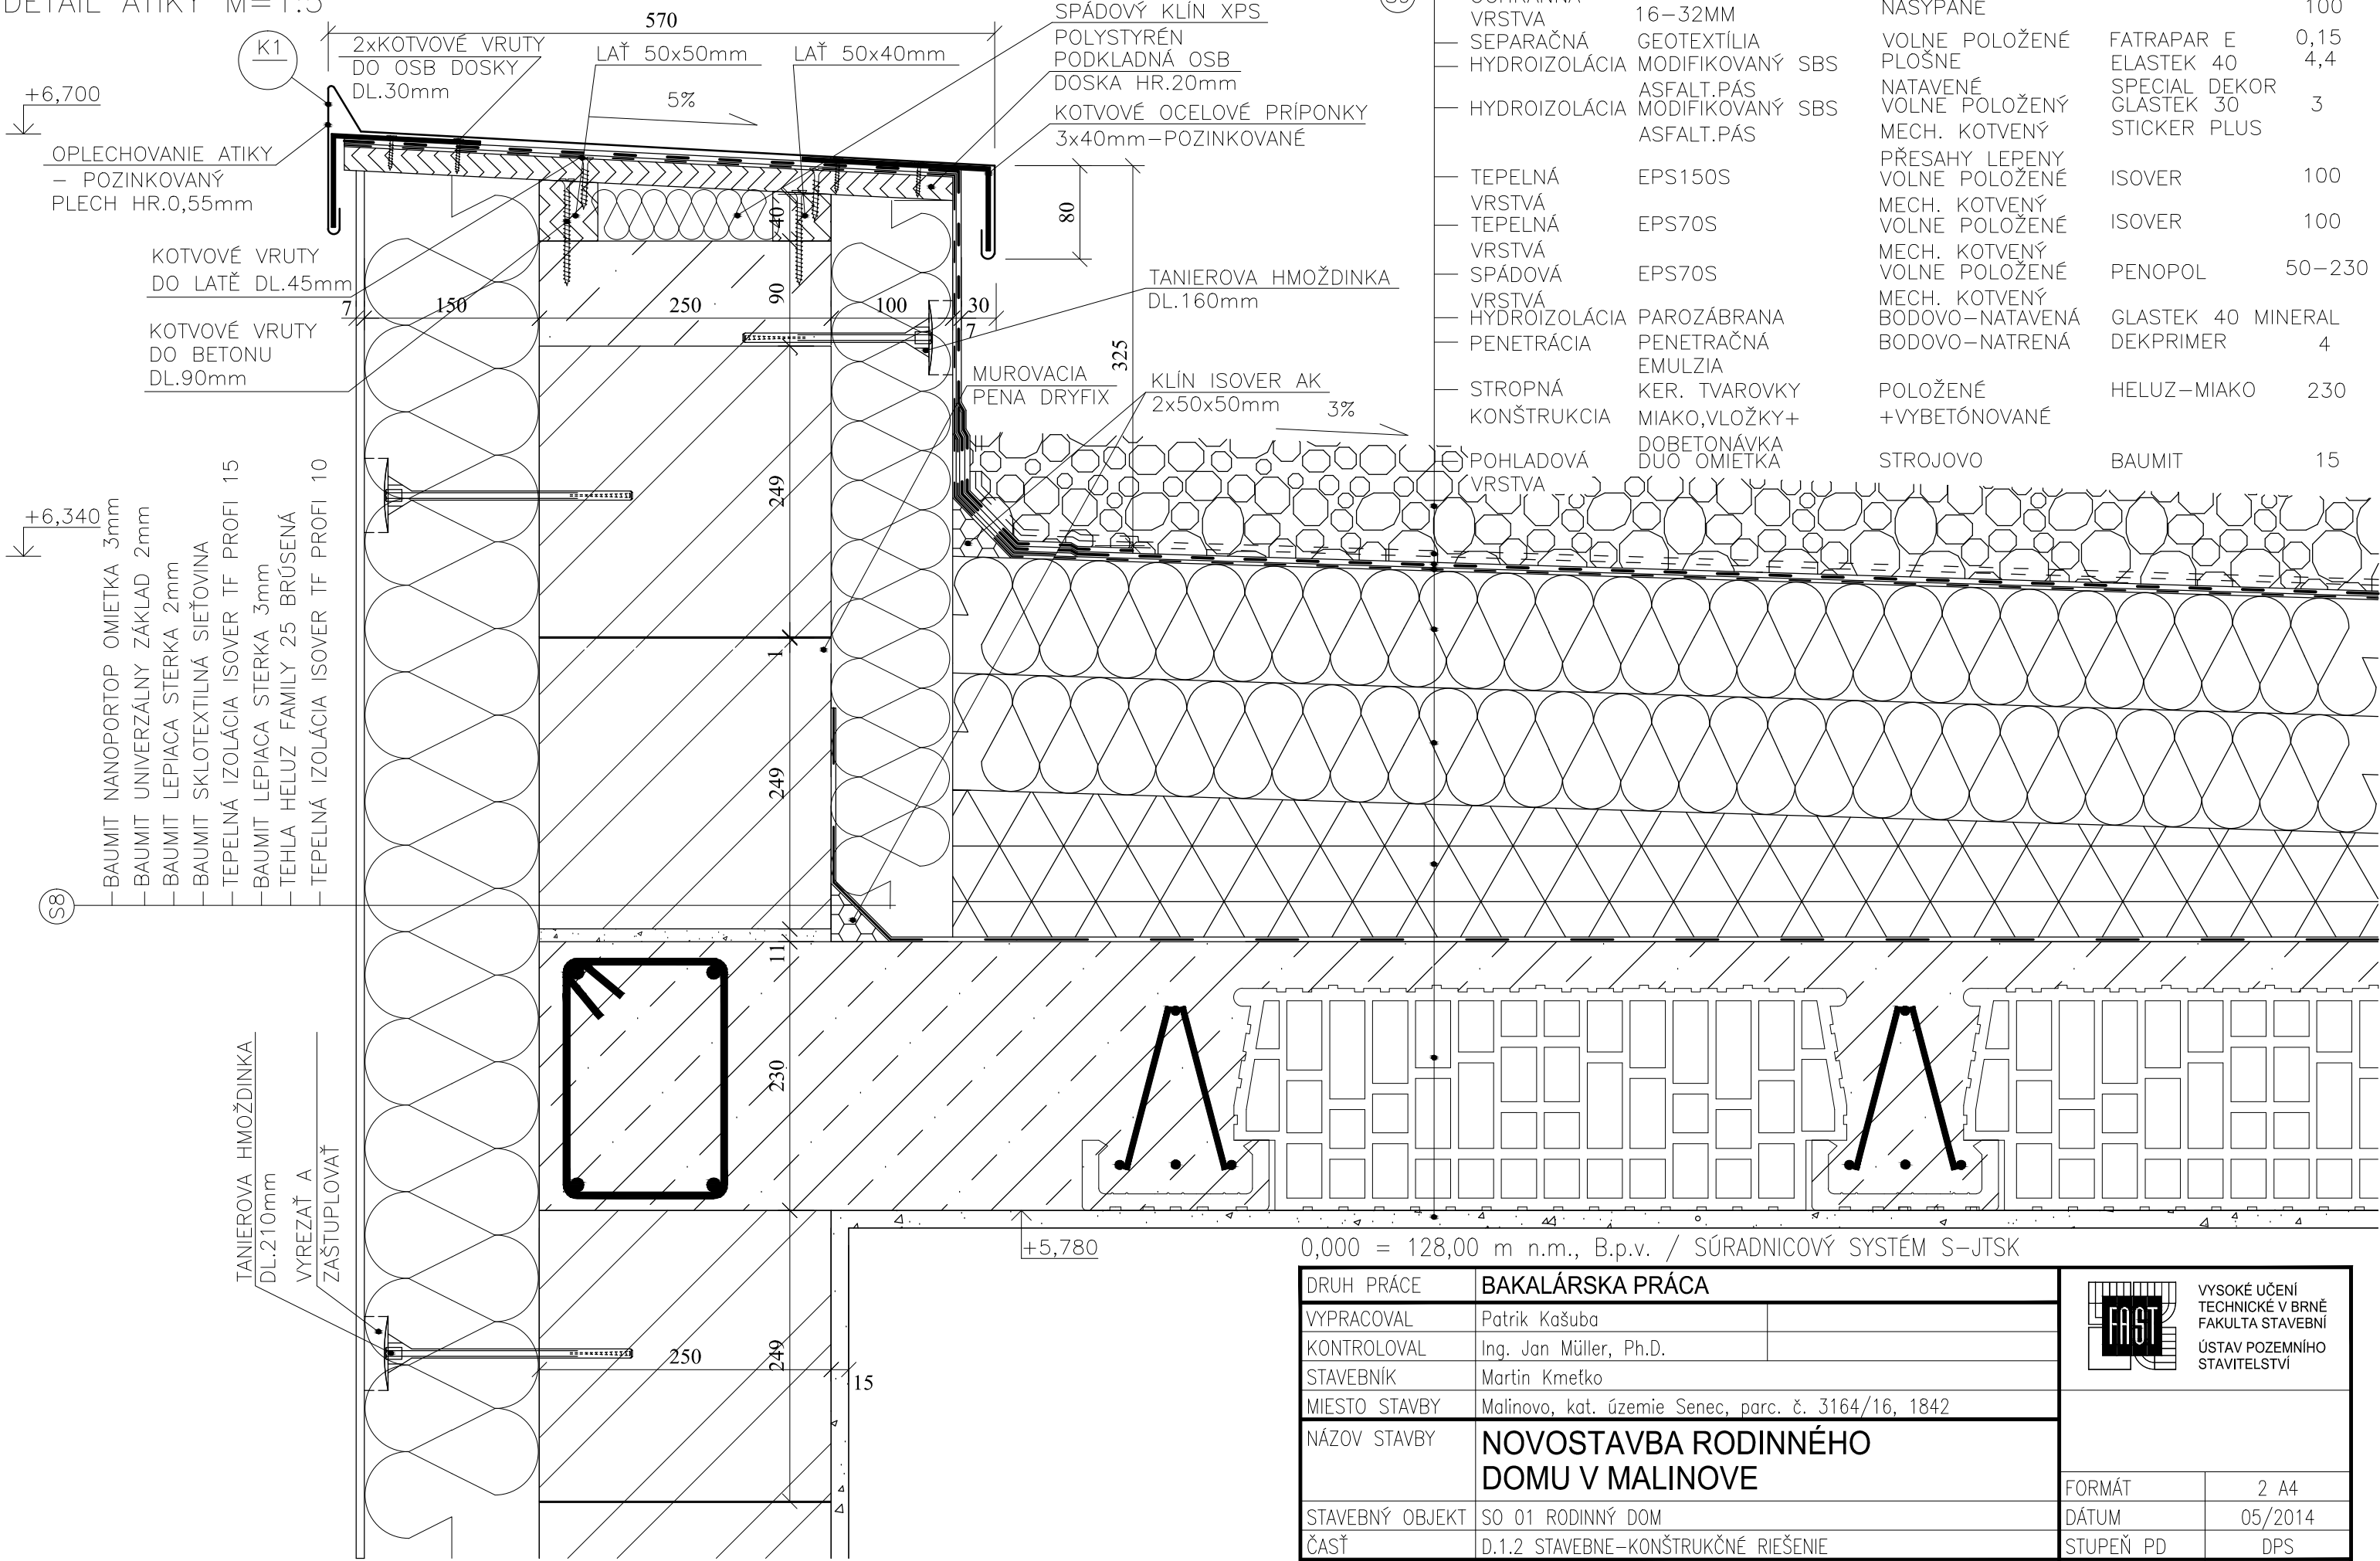 DETAIL ATIKY M=1:5
570
K1
2xKOTVOVÉ VRUTY
DO OSB DOSKY
DL.30mm
LAŤ 50x50mm
LAŤ 50x40mm
SPÁDOVÝ KLÍN XPS
POLYSTYRÉN
PODKLADNÁ OSB
DOSKA HR.20mm
KOTVOVÉ OCELOVÉ PRÍPONKY
3x40mm-POZINKOVANÉ
+6,700
5%
OPLECHOVANIE ATIKY
- POZINKOVANÝ
PLECH HR.0,55mm
KOTVOVÉ VRUTY
DO LATĚ DL.45mm
KOTVOVÉ VRUTY
DO BETONU
DL.90mm
7
150
250
100
30
7
40
90
80
325
TANIEROVA HMOŽDINKA
DL.160mm
MUROVACIA
PENA DRYFIX
KLÍN ISOVER AK
2x50x50mm
3%
VRSTVA 16-32MM NASYPANÉ 100
SEPARAČNÁ GEOTEXTÍLIA VOLNE POLOŽENÉ FATRAPAR E 0,15
HYDROIZOLÁCIA MODIFIKOVANÝ SBS PLOŠNE ELASTEK 40 4,4
ASFALT.PÁS NATAVENÉ SPECIAL DEKOR
HYDROIZOLÁCIA MODIFIKOVANÝ SBS VOLNE POLOŽENÝ GLASTEK 30 3
ASFALT.PÁS MECH. KOTVENÝ STICKER PLUS
PŘESAHY LEPENY
TEPELNÁ EPS150S VOLNE POLOŽENÉ ISOVER 100
VRSTVÁ MECH. KOTVENÝ
TEPELNÁ EPS70S VOLNE POLOŽENÉ ISOVER 100
VRSTVÁ MECH. KOTVENÝ
SPÁDOVÁ EPS70S VOLNE POLOŽENÉ PENOPOL 50-230
VRSTVÁ MECH. KOTVENÝ
HYDROIZOLÁCIA PAROZÁBRANA BODOVO-NATAVENÁ GLASTEK 40 MINERAL
PENETRÁCIA PENETRAČNÁ BODOVO-NATRENÁ DEKPRIMER 4
EMULZIA
STROPNÁ KER. TVAROVKY POLOŽENÉ HELUZ-MIAKO 230
KONŠTRUKCIA MIAKO,VLOŽKY+ +VYBETÓNOVANÉ
DOBETONÁVKA
POHLADOVÁ DUO OMIETKA STROJOVO BAUMIT 15
VRSTVA
+6,340
BAUMIT NANOPORTOP OMIETKA 3mm
BAUMIT UNIVERZÁLNY ZÁKLAD 2mm
BAUMIT LEPIACA STERKA 2mm
BAUMIT SKLOTEXTILNÁ SIEŤOVINA
TEPELNÁ IZOLÁCIA ISOVER TF PROFI 15
BAUMIT LEPIACA STERKA 3mm
TEHLA HELUZ FAMILY 25 BRÚSENÁ
TEPELNÁ IZOLÁCIA ISOVER TF PROFI 10
S8
249
1
249
11
230
249
250
15
TANIEROVA HMOŽDINKA
DL.210mm
VYREZAŤ A
ZAŠTUPLOVAŤ
+5,780
0,000 = 128,00 m n.m., B.p.v. / SÚRADNICOVÝ SYSTÉM S-JTSK
DRUH PRÁCE BAKALÁRSKA PRÁCA
VYPRACOVAL Patrik Kašuba
KONTROLOVAL Ing. Jan Müller, Ph.D.
STAVEBNÍK Martin Kmeťko
MIESTO STAVBY Malinovo, kat. územie Senec, parc. č. 3164/16, 1842
NÁZOV STAVBY NOVOSTAVBA RODINNÉHO
DOMU V MALINOVE
STAVEBNÝ OBJEKT SO 01 RODINNÝ DOM
ČASŤ D.1.2 STAVEBNE-KONŠTRUKČNÉ RIEŠENIE
FAST
VYSOKÉ UČENÍ
TECHNICKÉ V BRNĚ
FAKULTA STAVEBNÍ
ÚSTAV POZEMNÍHO
STAVITELSTVÍ
FORMÁT 2 A4
DÁTUM 05/2014
STUPEŇ PD DPS